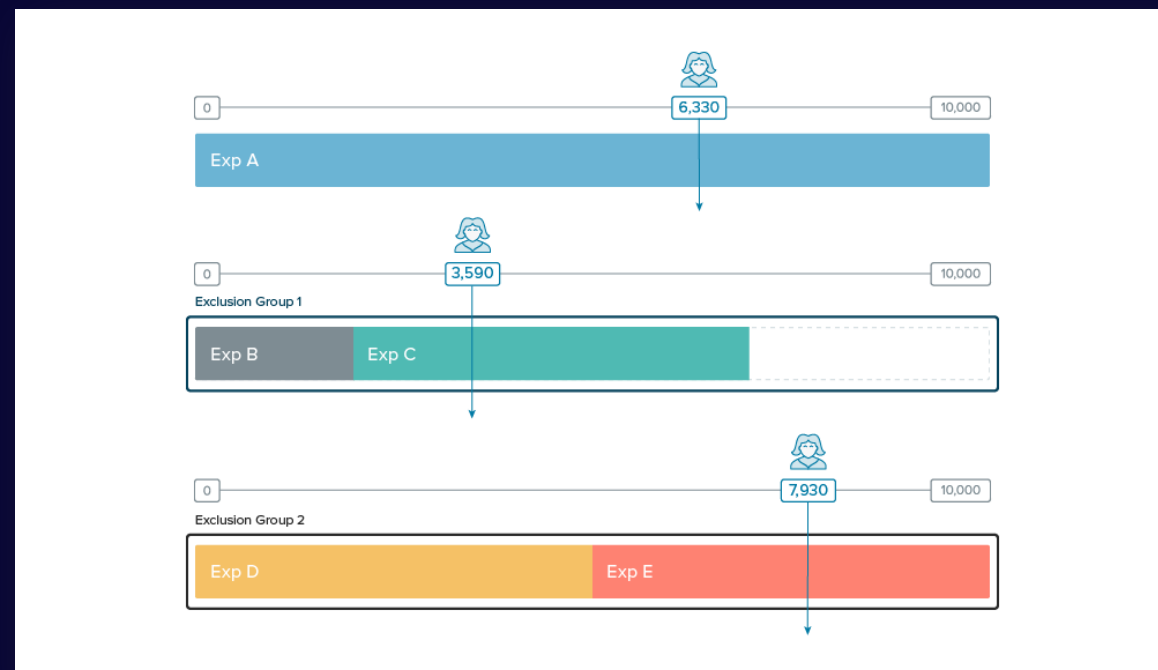 6,330
0
10,000
Exp A
3,590
0
10,000
Exclusion Group 1
Exp B
Exp C
7,930
0
10,000
Exclusion Group 2
Exp D
Exp E